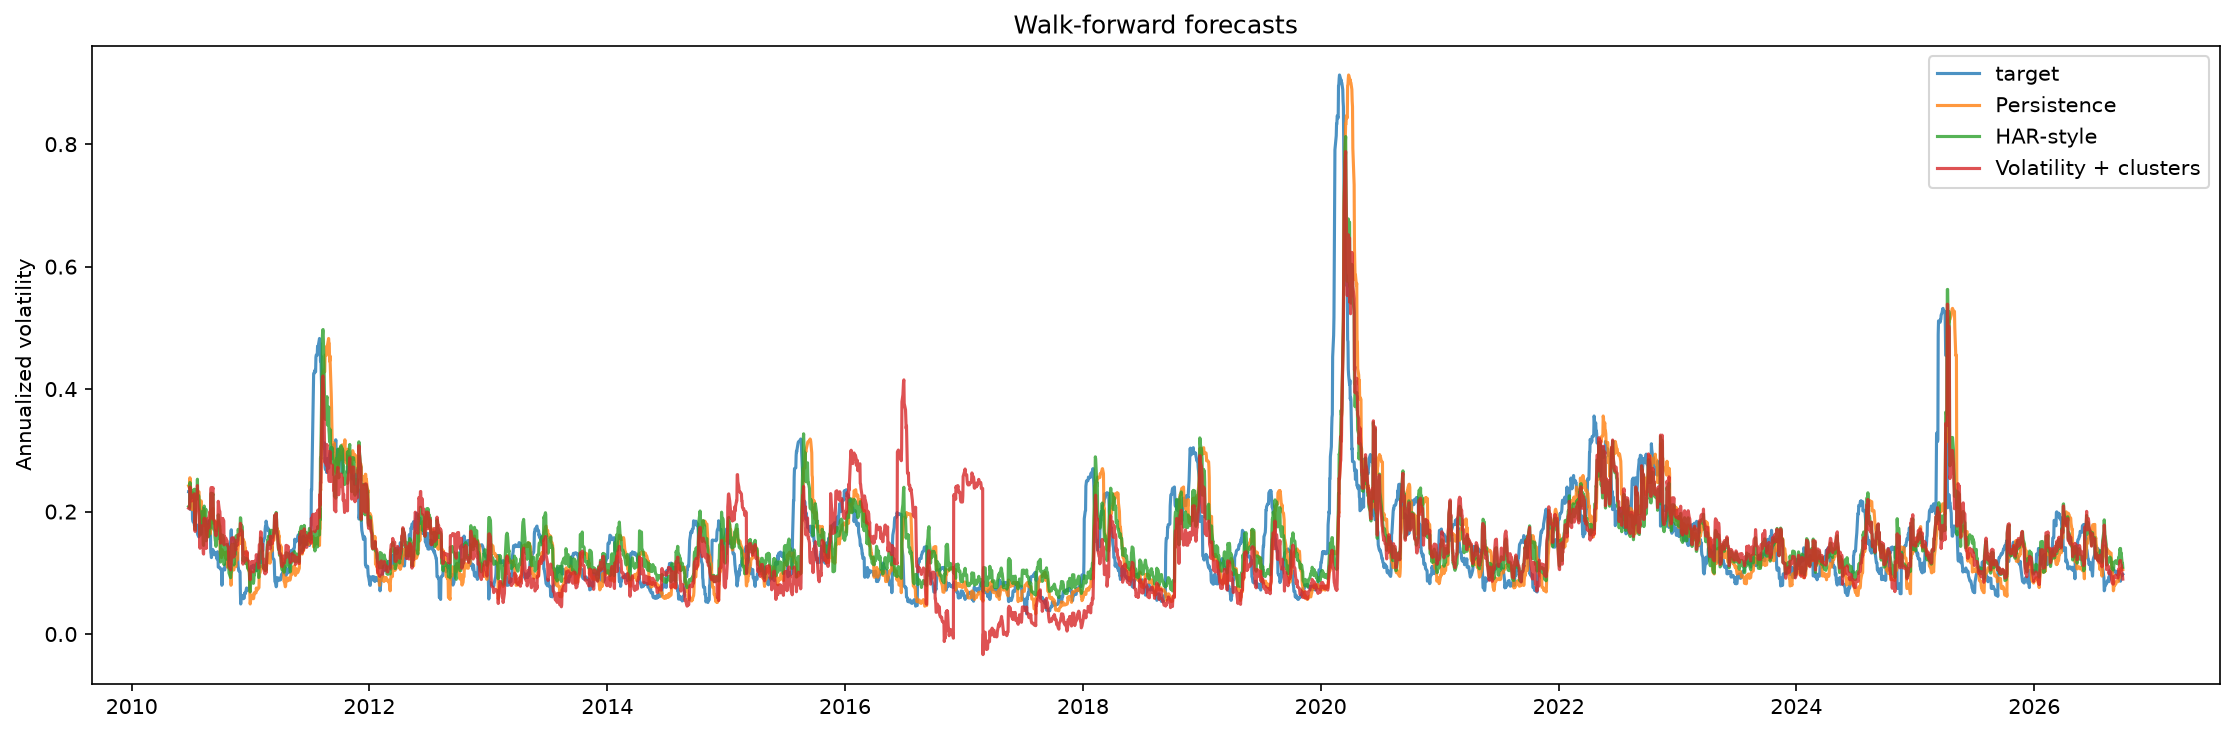 Walk-forward forecasts
target
Persistence
HAR-style
Volatility + clusters
Annualized volatility
0.8
0.6
0.4
0.2
0.0
2010 2012 2014 2016 2018 2020 2022 2024 2026